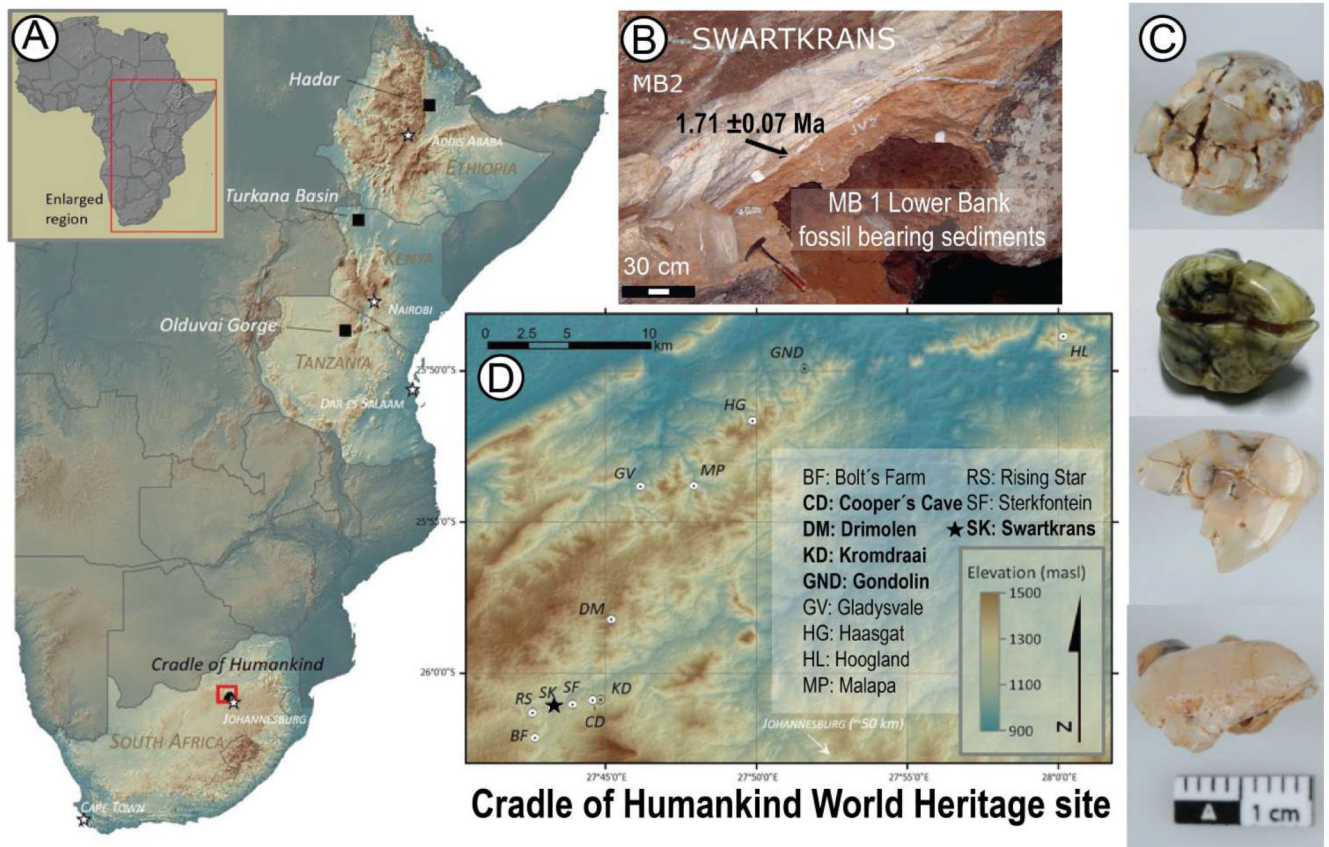 A
Enlarged
region
Hadar
ADDIS ABABA
ETHIOPIA
Turkana Basin
KENYA
NAIROBI
Olduvai Gorge
TANZANIA
DAR ES SALAAM
Cradle of Humankind
JOHANNESBURG
SOUTH AFRICA
CAPE TOWN
B
SWARTKRANS
MB2
1.71 ±0.07 Ma
JV2
MB 1 Lower Bank
fossil bearing sediments
30 cm
C
A
1 cm
D
0 2.5 5 10
km
25°50'0"S
25°55'0"S
26°0'0"S
27°45'0"E 27°50'0"E 27°55'0"E 28°0'0"E
GND
HL
HG
GV
MP
DM
RS
SK
SF
KD
CD
BF
BF: Bolt´s Farm RS: Rising Star
CD: Cooper´s Cave SF: Sterkfontein
DM: Drimolen SK: Swartkrans
KD: Kromdraai
GND: Gondolin
GV: Gladysvale
HG: Haasgat
HL: Hoogland
MP: Malapa
Elevation (masl)
1500
1300
1100
900
N
JOHANNESBURG (~50 km)
Cradle of Humankind World Heritage site